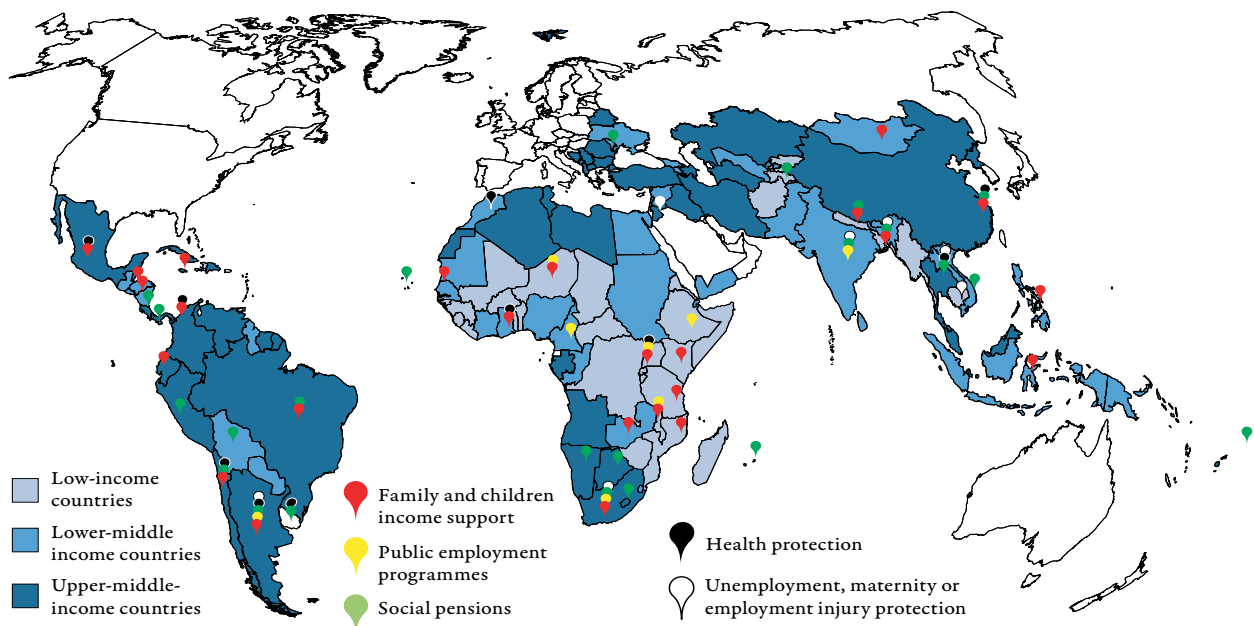 Low-income
countries
Lower-middle
income countries
Upper-middle-
income countries
Family and children
income support
Public employment
programmes
Social pensions
Health protection
Unemployment, maternity or
employment injury protection